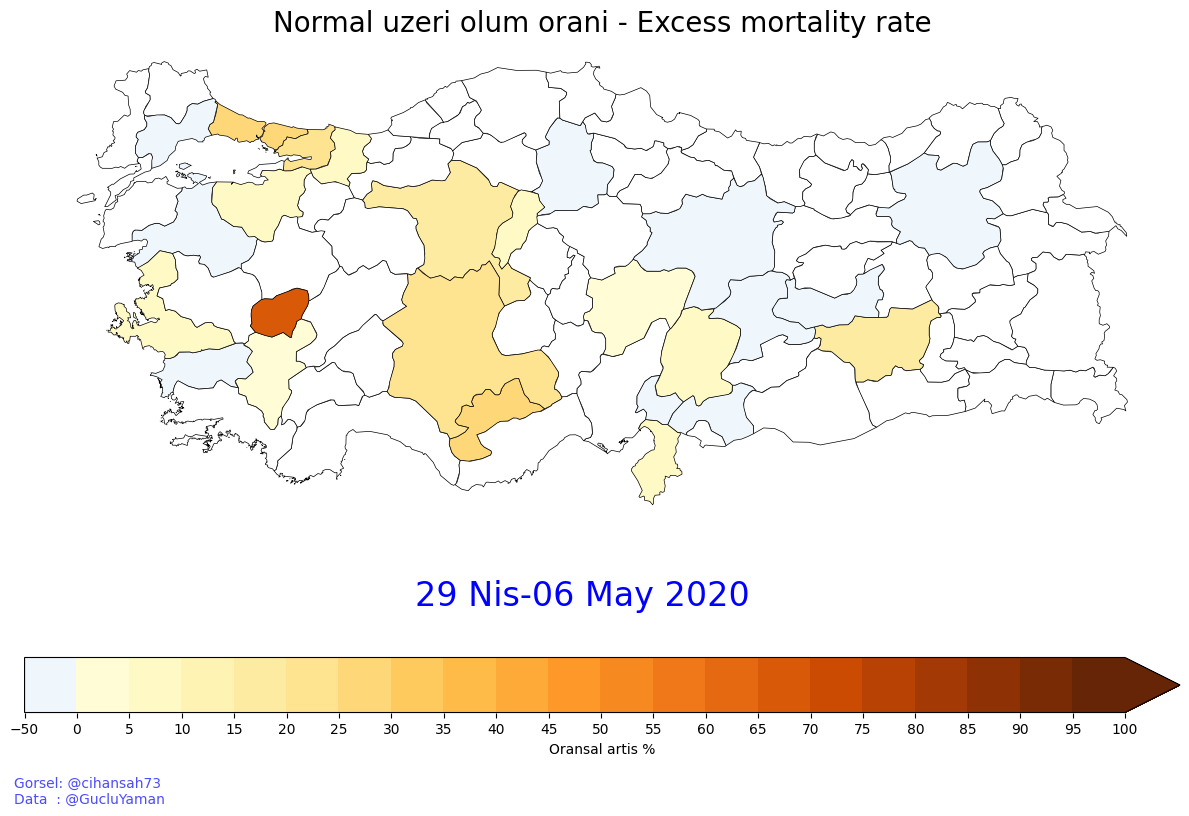 Normal uzeri olum orani - Excess mortality rate
29 Nis-06 May 2020
−50 0 5 10 15 20 25 30 35 40 45 50 55 60 65 70 75 80 85 90 95 100
Oransal artis %
Gorsel: @cihansah73
Data : @GucluYaman